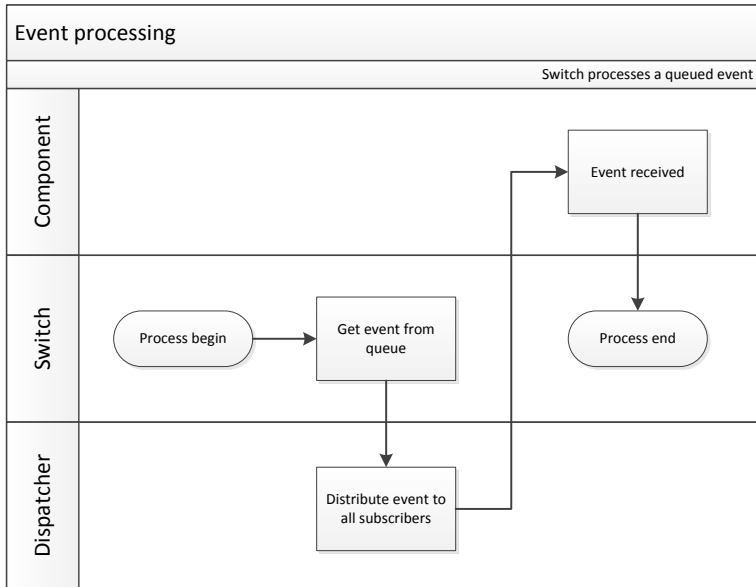 Event processing
Switch processes a queued event
Component
Event received
Switch
Process begin
Get event from
queue
Process end
Dispatcher
Distribute event to
all subscribers